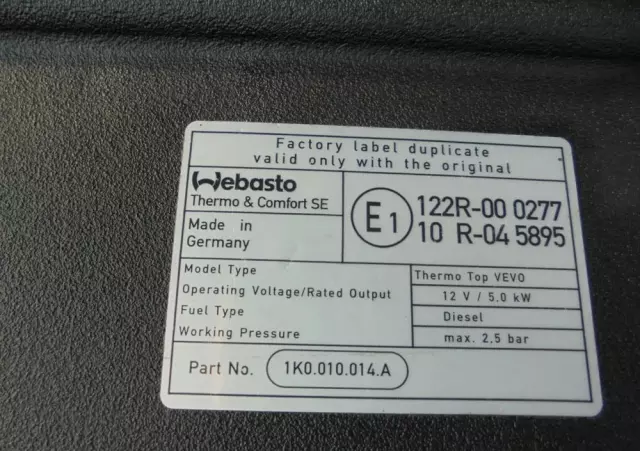 Factory label duplicate
valid only with the original
Webasto
Thermo & Comfort SE
Made in
Germany
E1
122R-00 0277
10 R-04 5895
Model Type Thermo Top VEVO
Operating Voltage/Rated Output 12 V / 5,0 kW
Fuel Type Diesel
Working Pressure max. 2,5 bar
Part No. 1K0.010.014.A